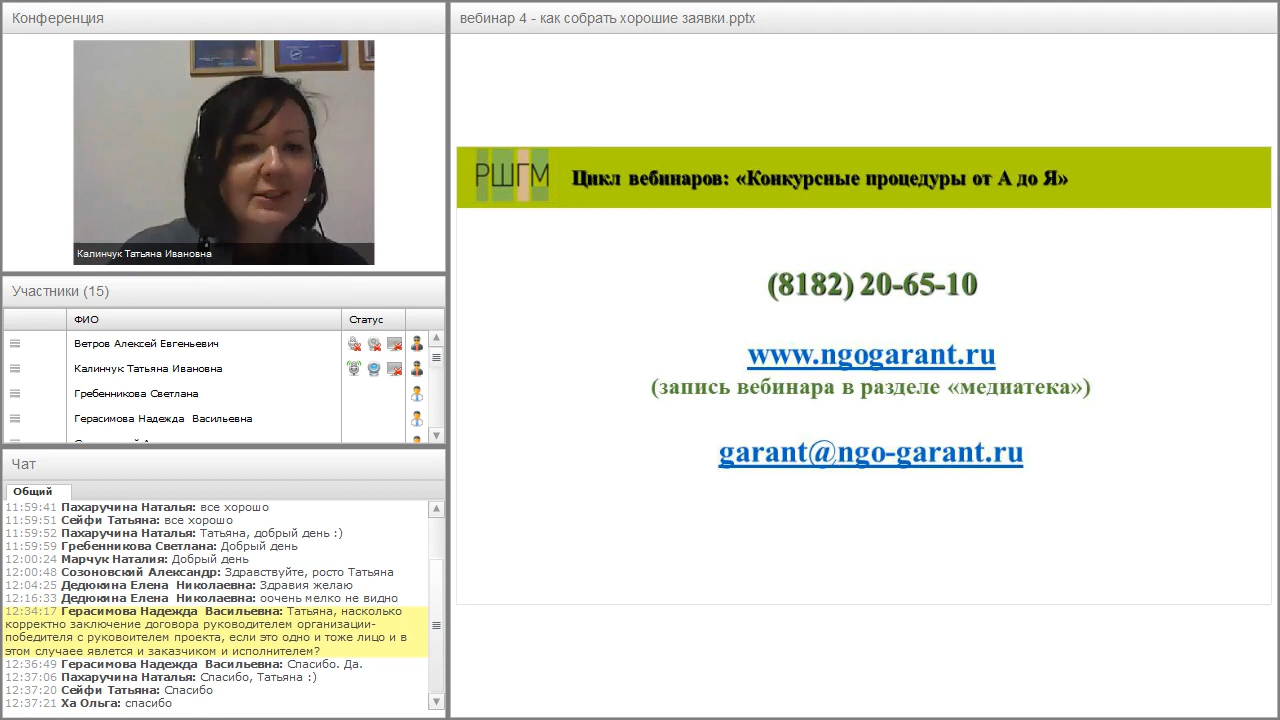 Конференция
Калинчук Татьяна Ивановна
Участники (15)
ФИО
Статус
Ветров Алексей Евгеньевич
Калинчук Татьяна Ивановна
Гребенникова Светлана
Герасимова Надежда Васильевна
Чат
Общий
11:59:41 Пахаручина Наталья: все хорошо
11:59:51 Сейфи Татьяна: все хорошо
11:59:52 Пахаручина Наталья: Татьяна, добрый день :)
11:59:59 Гребенникова Светлана: Добрый день
12:00:24 Марчук Наталия: Добрый день
12:00:48 Созоновский Александр: Здравствуйте, росто Татьяна
12:04:25 Дедюкина Елена Николаевна: Здравия желаю
12:16:33 Дедюкина Елена Николаевна: оочень мелко не видно
12:34:17 Герасимова Надежда Васильевна: Татьяна, насколько
корректно заключение договора руководителем организации-
победителя с руковоителем проекта, если это одно и тоже лицо и в
этом случаее явлется и заказчиком и исполнителем?
12:36:49 Герасимова Надежда Васильевна: Спасибо. Да.
12:37:06 Пахаручина Наталья: Спасибо, Татьяна :)
12:37:20 Сейфи Татьяна: Спасибо
12:37:21 Ха Ольга: спасибо
вебинар 4 - как собрать хорошие заявки.pptx
РШГМ
Цикл вебинаров: «Конкурсные процедуры от А до Я»
(8182) 20-65-10
www.ngogarant.ru
(запись вебинара в разделе «медиатека»)
garant@ngo-garant.ru